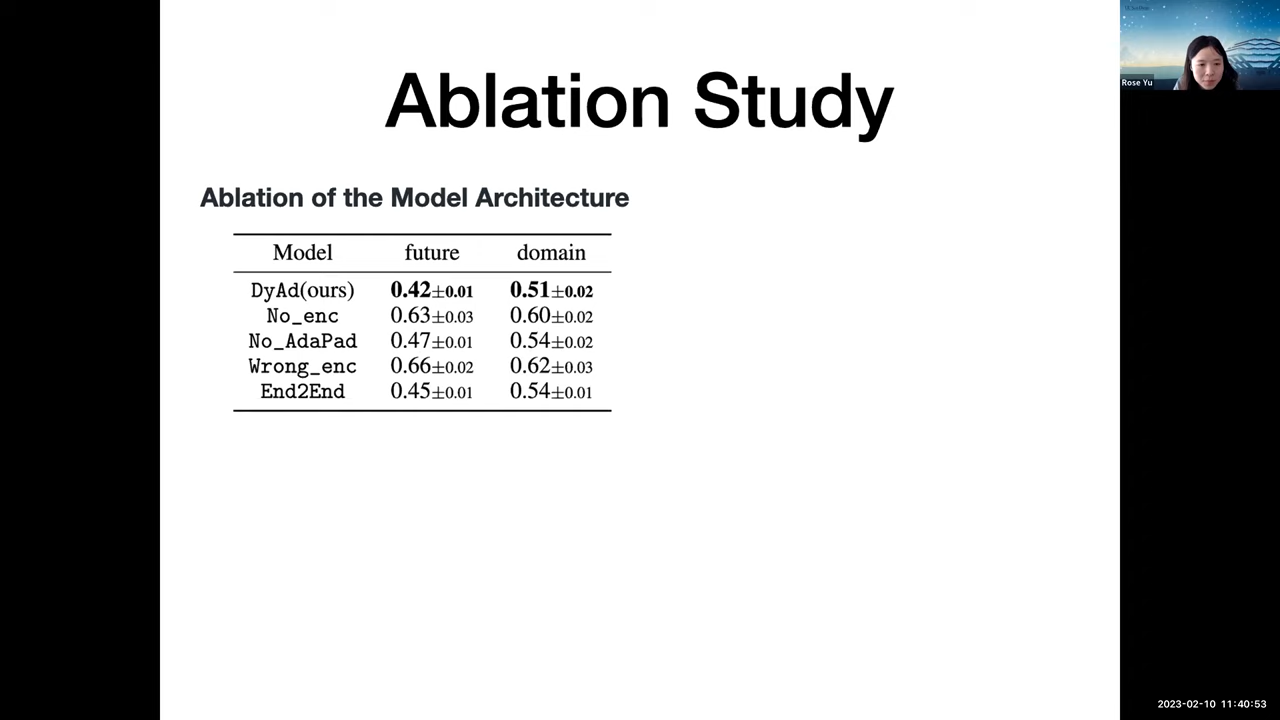 Ablation Study
Rose Yu
Ablation of the Model Architecture
Model future domain
DyAd(ours) 0.42±0.01 0.51±0.02
No_enc 0.63±0.03 0.60±0.02
No_AdaPad 0.47±0.01 0.54±0.02
Wrong_enc 0.66±0.02 0.62±0.03
End2End 0.45±0.01 0.54±0.01
2023-02-10 11:40:53